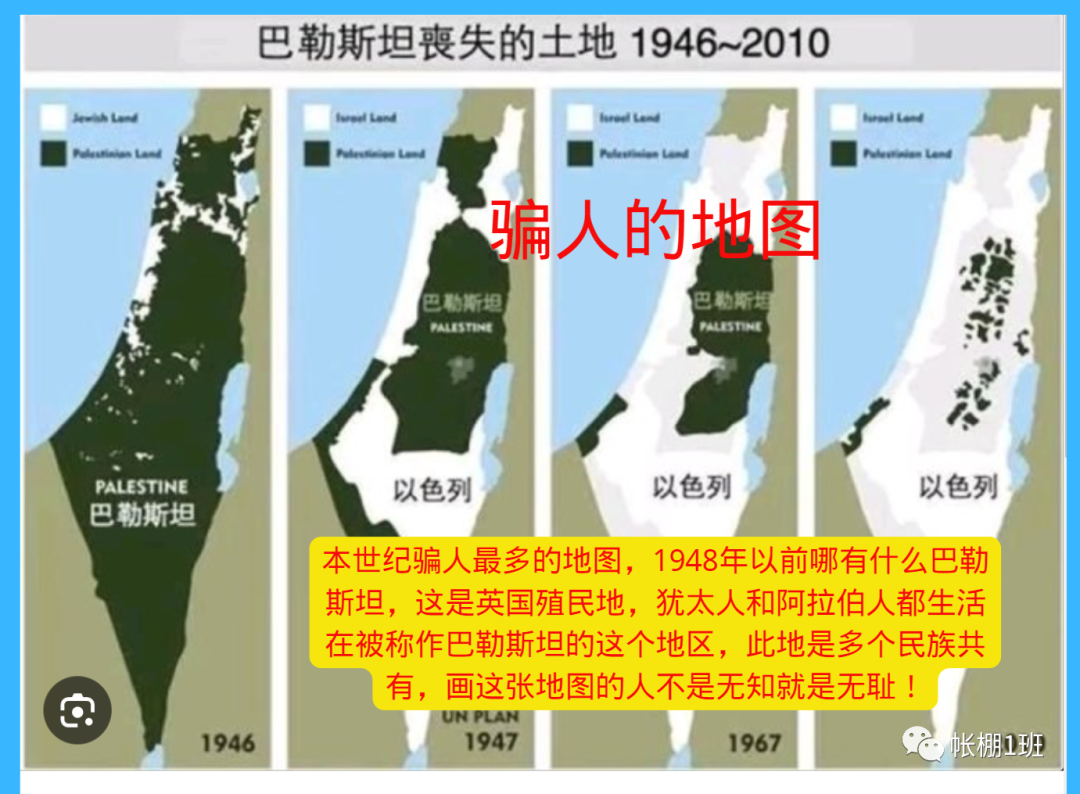 巴勒斯坦喪失的土地 1946~2010
Jewish Land
Palestinian Land
Israel Land
Palestinian Land
Israel Land
Palestinian Land
Israel Land
Palestinian Land
骗人的地图
巴勒斯坦
PALESTINE
巴勒斯坦
PALESTINE
PALESTINE
巴勒斯坦
以色列
以色列
以色列
本世纪骗人最多的地图，1948年以前哪有什么巴勒
斯坦，这是英国殖民地，犹太人和阿拉伯人都生活
在被称作巴勒斯坦的这个地区，此地是多个民族共
有，画这张地图的人不是无知就是无耻！
1946
UN PLAN
1947
1967
帐棚1班